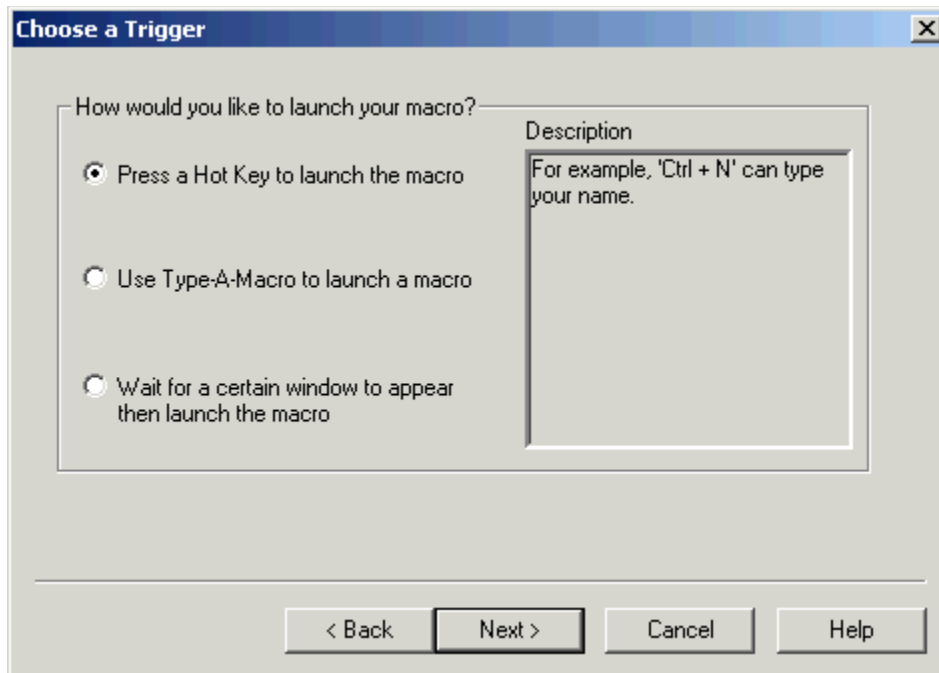 Choose a Trigger
How would you like to launch your macro?
Press a Hot Key to launch the macro
Use Type-A-Macro to launch a macro
Wait for a certain window to appear
then launch the macro
Description
For example, 'Ctrl + N' can type
your name.
< Back
Next >
Cancel
Help